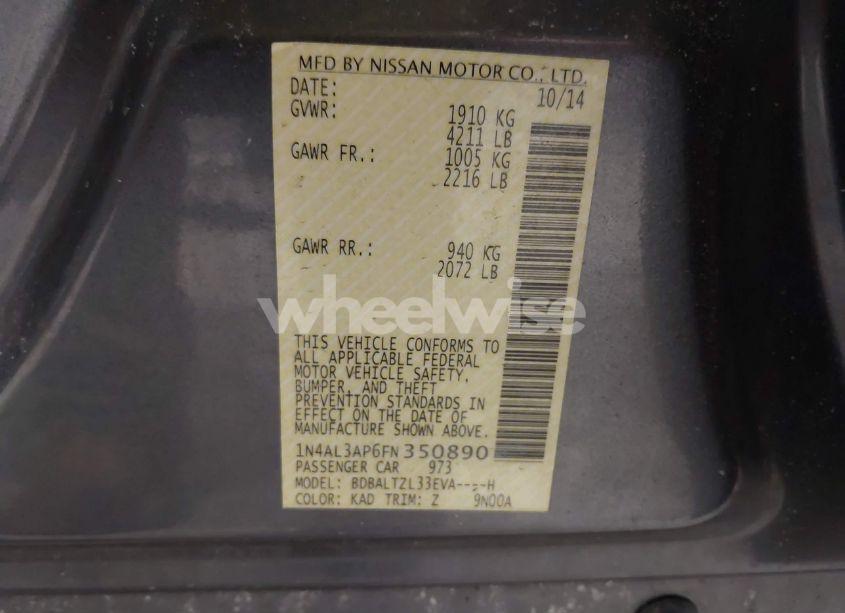 MFD BY NISSAN MOTOR CO., LTD.
DATE: 10/14
GVWR: 1910 KG
4211 LB
GAWR FR.: 1005 KG
2216 LB
GAWR RR.: 940 KG
2072 LB
wheelwise
THIS VEHICLE CONFORMS TO
ALL APPLICABLE FEDERAL
MOTOR VEHICLE SAFETY,
BUMPER, AND THEFT
PREVENTION STANDARDS IN
EFFECT ON THE DATE OF
MANUFACTURE SHOWN ABOVE.
1N4AL3AP6FN350890
PASSENGER CAR 973
MODEL: BDBALTZL33EVA----H
COLOR: KAD TRIM: Z 9N00A